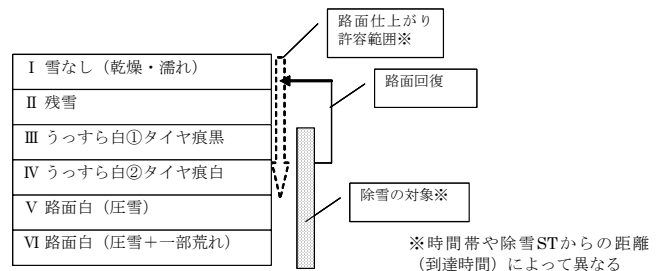 路面仕上がり
許容範囲※
Ⅰ 雪なし（乾燥・濡れ）
Ⅱ 残雪
Ⅲ うっすら白①タイヤ痕黒
Ⅳ うっすら白②タイヤ痕白
Ⅴ 路面白（圧雪）
Ⅵ 路面白（圧雪＋一部荒れ）
路面回復
除雪の対象※
※時間帯や除雪STからの距離
（到達時間）によって異なる